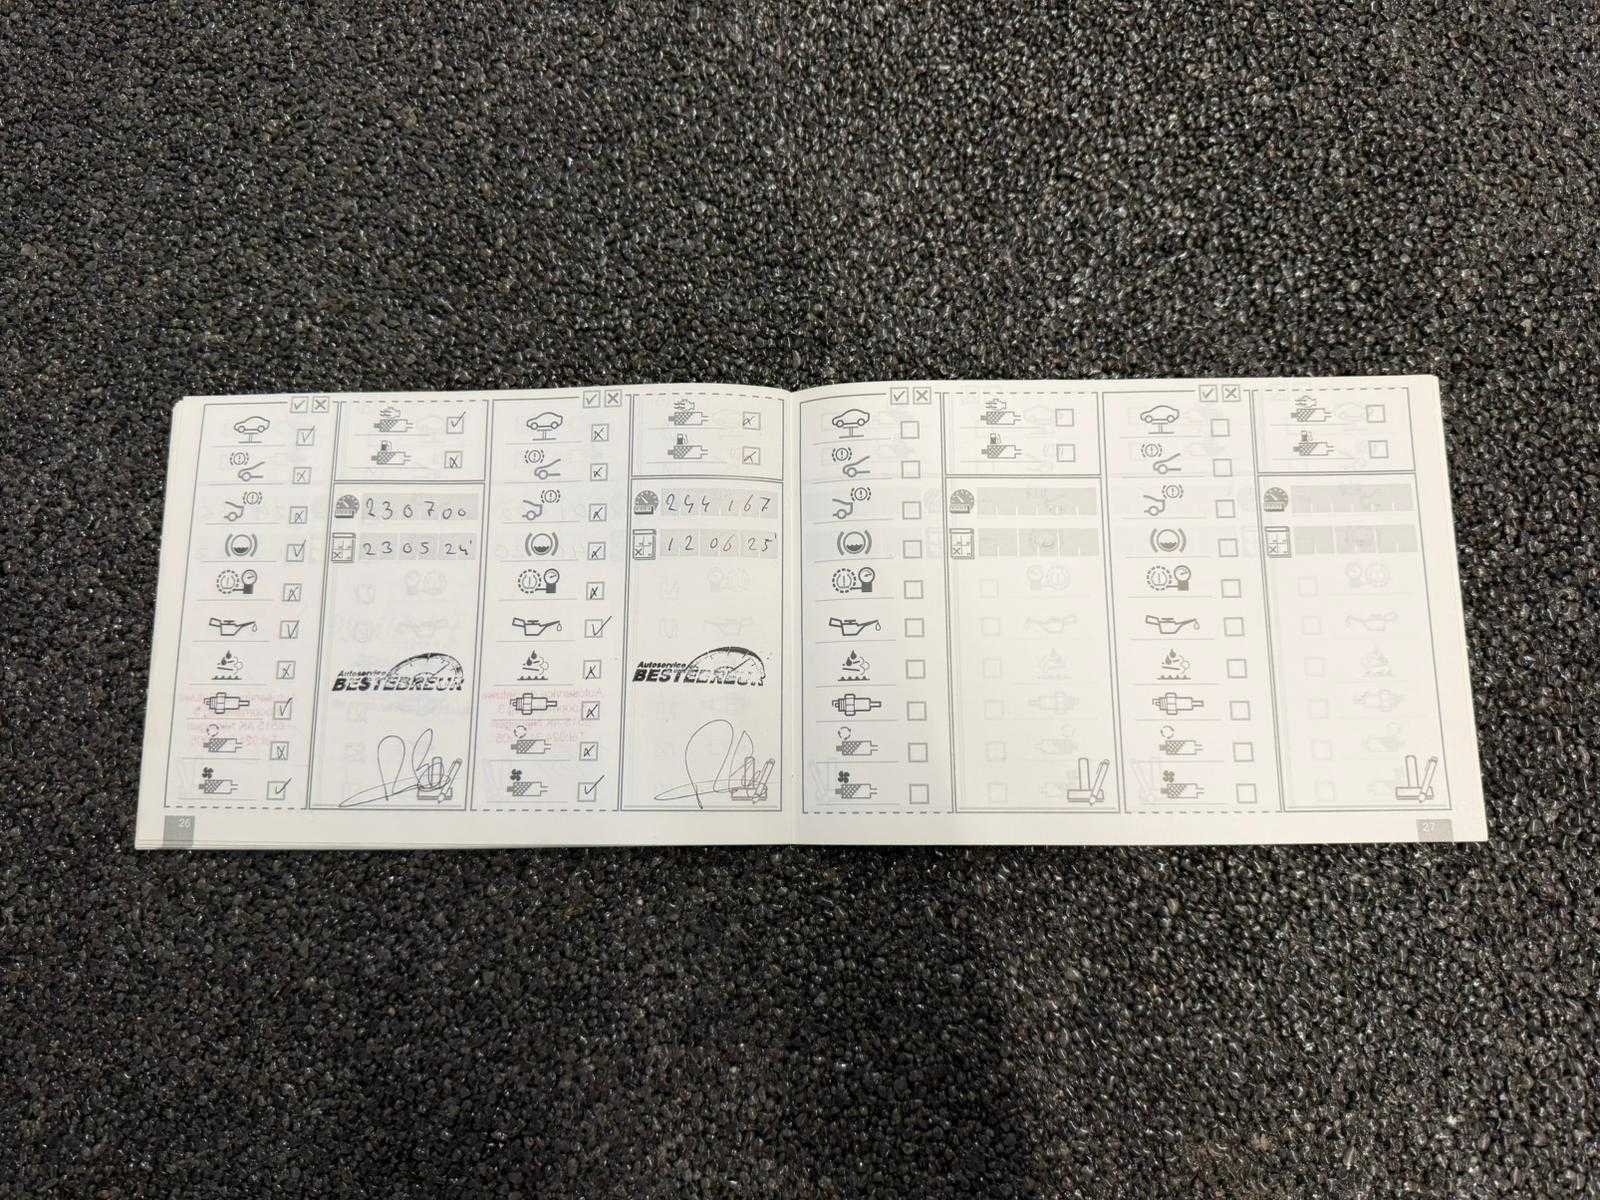 230700
230524'
Autoservice
BESTEBREUR
244167
120625'
Autoservice
BESTEBREUR
26
27